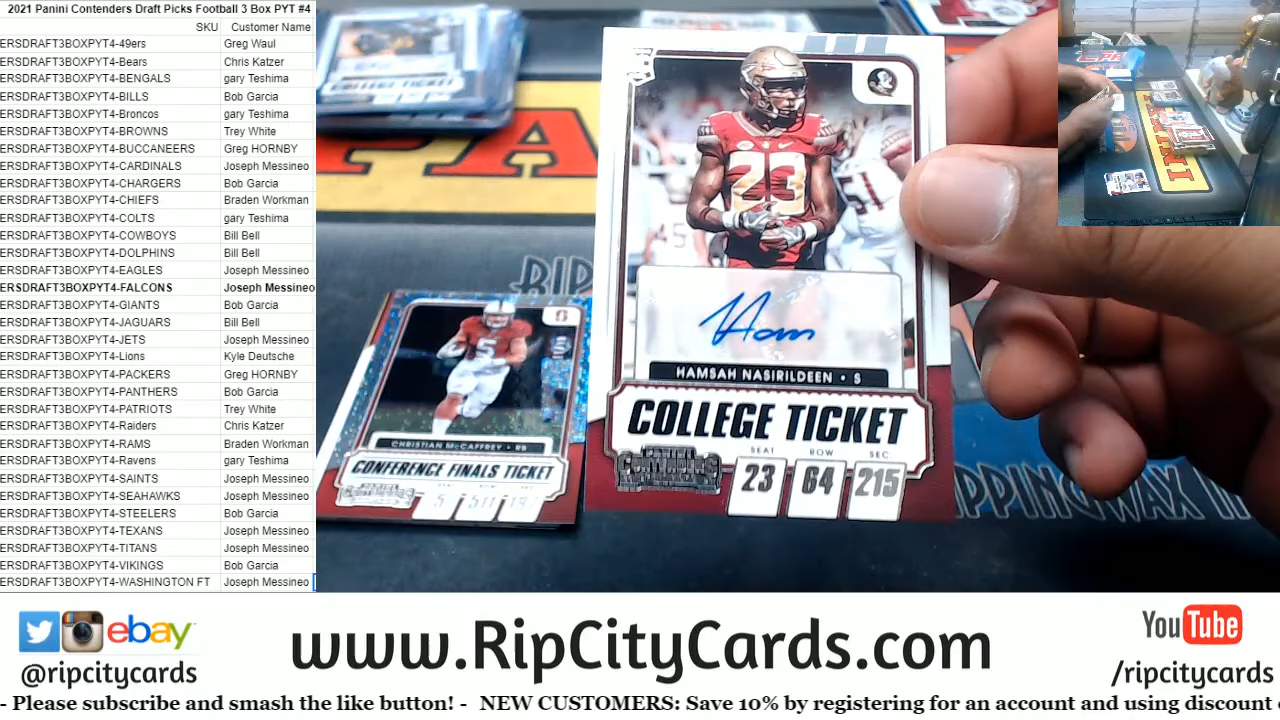 2021 Panini Contenders Draft Picks Football 3 Box PYT #4
SKU Customer Name
ERSDRAFT3BOXPYT4-49ers Greg Waul
ERSDRAFT3BOXPYT4-Bears Chris Katzer
ERSDRAFT3BOXPYT4-BENGALS gary Teshima
ERSDRAFT3BOXPYT4-BILLS Bob Garcia
ERSDRAFT3BOXPYT4-Broncos gary Teshima
ERSDRAFT3BOXPYT4-BROWNS Trey White
ERSDRAFT3BOXPYT4-BUCCANEERS Greg HORNBY
ERSDRAFT3BOXPYT4-CARDINALS Joseph Messineo
ERSDRAFT3BOXPYT4-CHARGERS Bob Garcia
ERSDRAFT3BOXPYT4-CHIEFS Braden Workman
ERSDRAFT3BOXPYT4-COLTS gary Teshima
ERSDRAFT3BOXPYT4-COWBOYS Bill Bell
ERSDRAFT3BOXPYT4-DOLPHINS Bill Bell
ERSDRAFT3BOXPYT4-EAGLES Joseph Messineo
ERSDRAFT3BOXPYT4-FALCONS Joseph Messineo
ERSDRAFT3BOXPYT4-GIANTS Bob Garcia
ERSDRAFT3BOXPYT4-JAGUARS Bill Bell
ERSDRAFT3BOXPYT4-JETS Joseph Messineo
ERSDRAFT3BOXPYT4-Lions Kyle Deutsche
ERSDRAFT3BOXPYT4-PACKERS Greg HORNBY
ERSDRAFT3BOXPYT4-PANTHERS Bob Garcia
ERSDRAFT3BOXPYT4-PATRIOTS Trey White
ERSDRAFT3BOXPYT4-Raiders Chris Katzer
ERSDRAFT3BOXPYT4-RAMS Braden Workman
ERSDRAFT3BOXPYT4-Ravens gary Teshima
ERSDRAFT3BOXPYT4-SAINTS Joseph Messineo
ERSDRAFT3BOXPYT4-SEAHAWKS Joseph Messineo
ERSDRAFT3BOXPYT4-STEELERS Bob Garcia
ERSDRAFT3BOXPYT4-TEXANS Joseph Messineo
ERSDRAFT3BOXPYT4-TITANS Joseph Messineo
ERSDRAFT3BOXPYT4-VIKINGS Bob Garcia
ERSDRAFT3BOXPYT4-WASHINGTON FT Joseph Messineo
COLLEGE TICKET
23
51
HAMSAH NASIRILDEEN • S
COLLEGE TICKET
PANINI CONTENDERS
SEAT ROW SEC
23 64 215
5
CHRISTIAN McCAFFREY • RB
CONFERENCE FINALS TICKET
RIP
RIPPINGWAX
ebay
@ripcitycards
www.RipCityCards.com
YouTube
/ripcitycards
- Please subscribe and smash the like button! - NEW CUSTOMERS: Save 10% by registering for an account and using discount